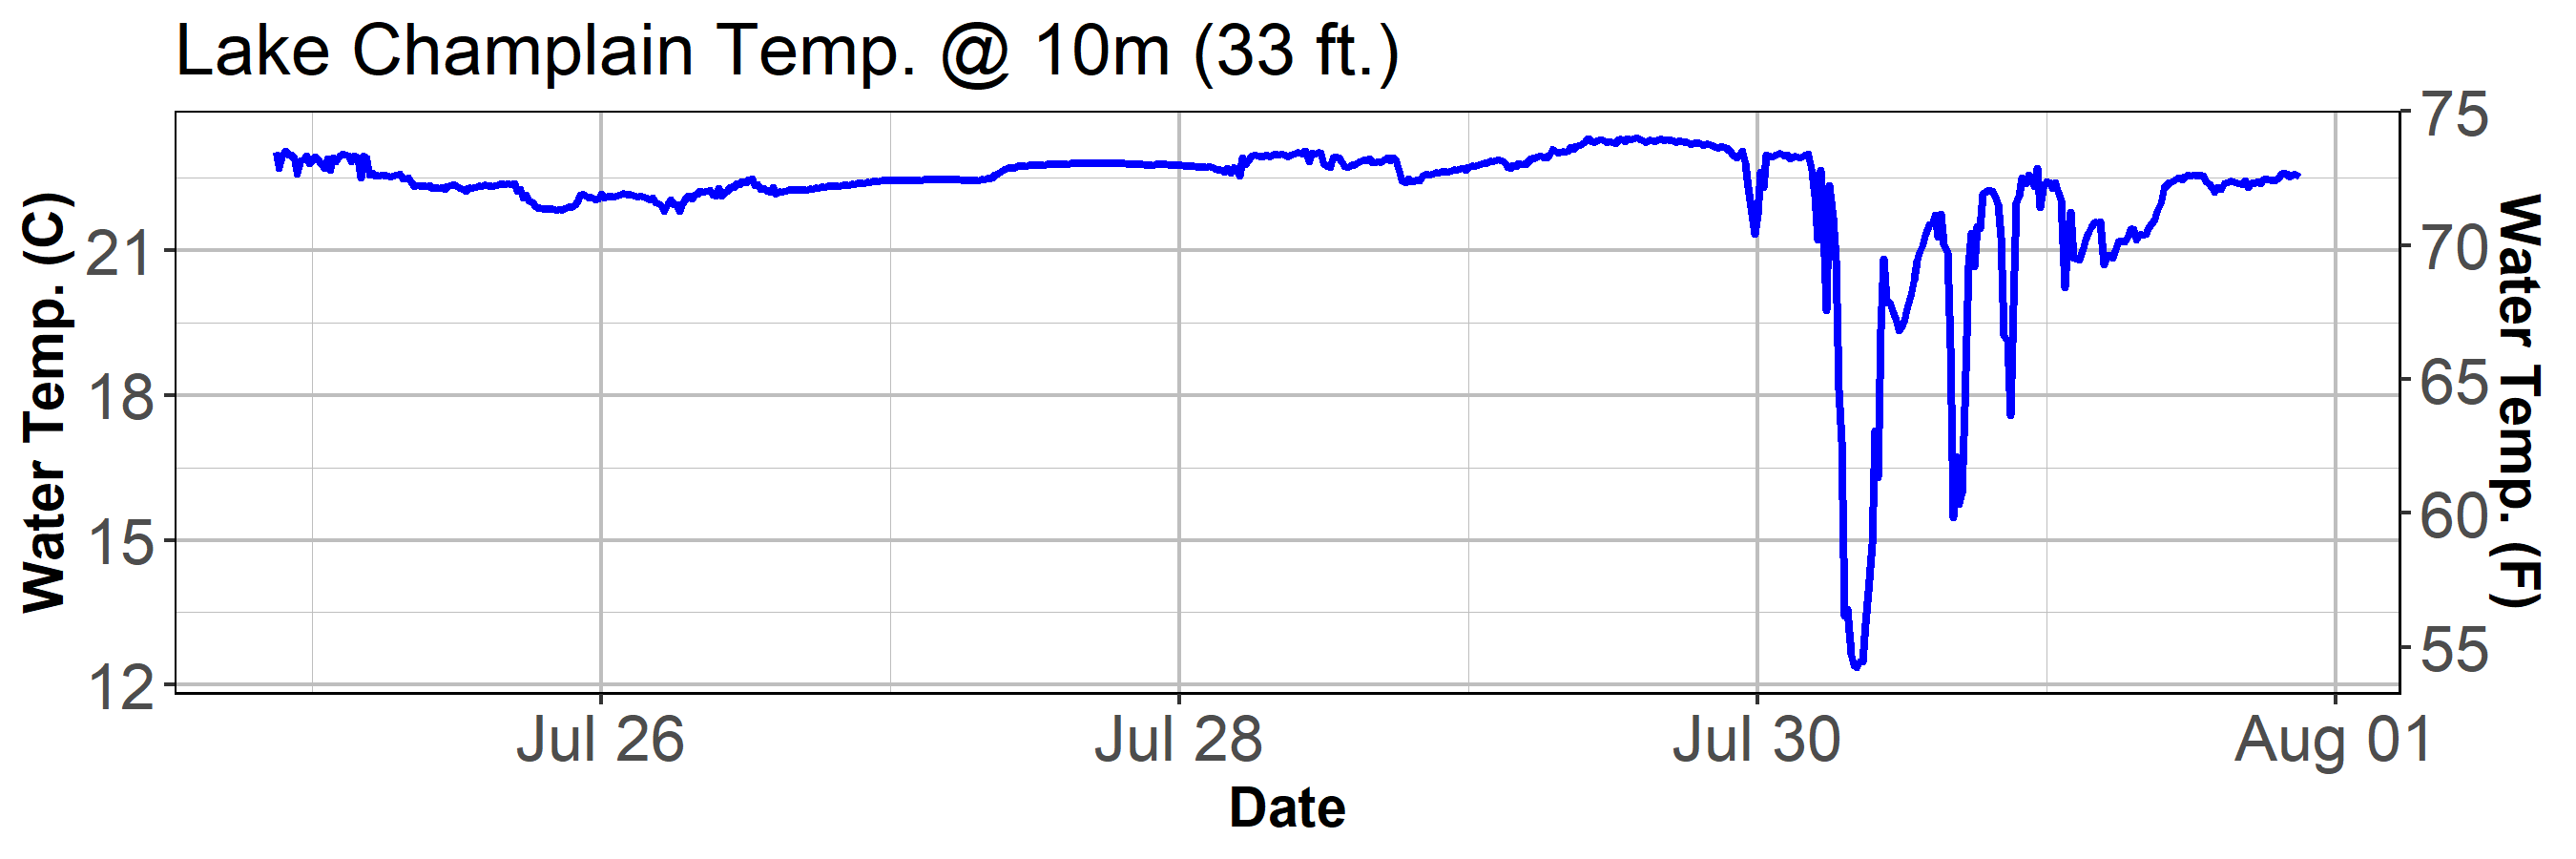 Lake Champlain Temp. @ 10m (33 ft.)
Water Temp. (C)
21
18
15
12
75
70
65
60
55
Water Temp. (F)
Jul 26
Jul 28
Jul 30
Aug 01
Date